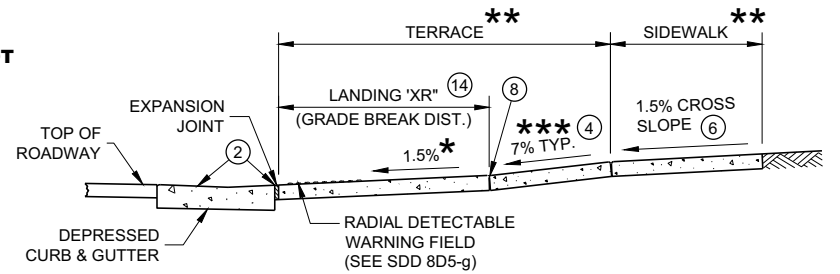 OT
TERRACE **
SIDEWALK **
LANDING 'XR" 14
(GRADE BREAK DIST.)
8
EXPANSION
JOINT
TOP OF
ROADWAY
2
1.5%*
*** 4
7% TYP.
1.5% CROSS
SLOPE 6
DEPRESSED
CURB & GUTTER
RADIAL DETECTABLE
WARNING FIELD
(SEE SDD 8D5-g)